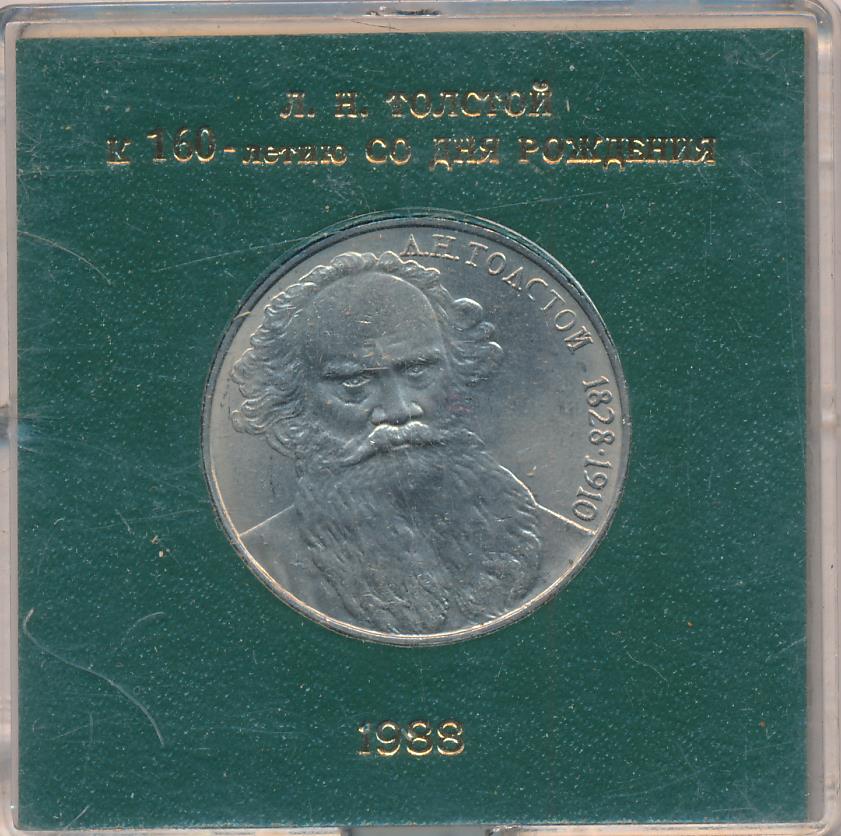 Л. Н. ТОЛСТОЙ
К 160-летию СО ДНЯ РОЖДЕНИЯ
Л.Н.ТОЛСТОЙ 1828·1910
1988